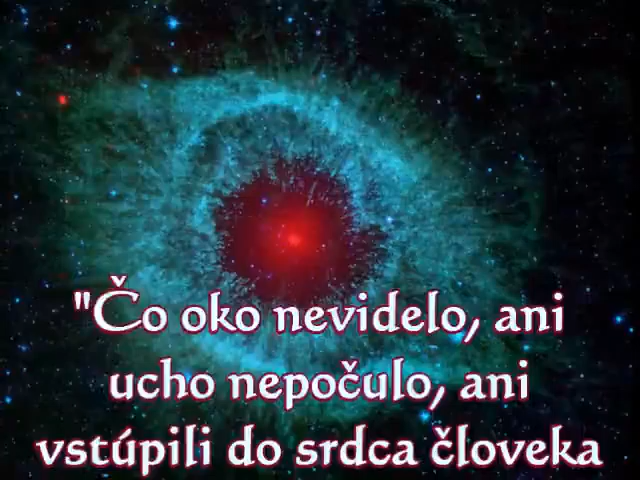 "Čo oko nevidelo, ani
ucho nepočulo, ani
vstúpili do srdca človeka